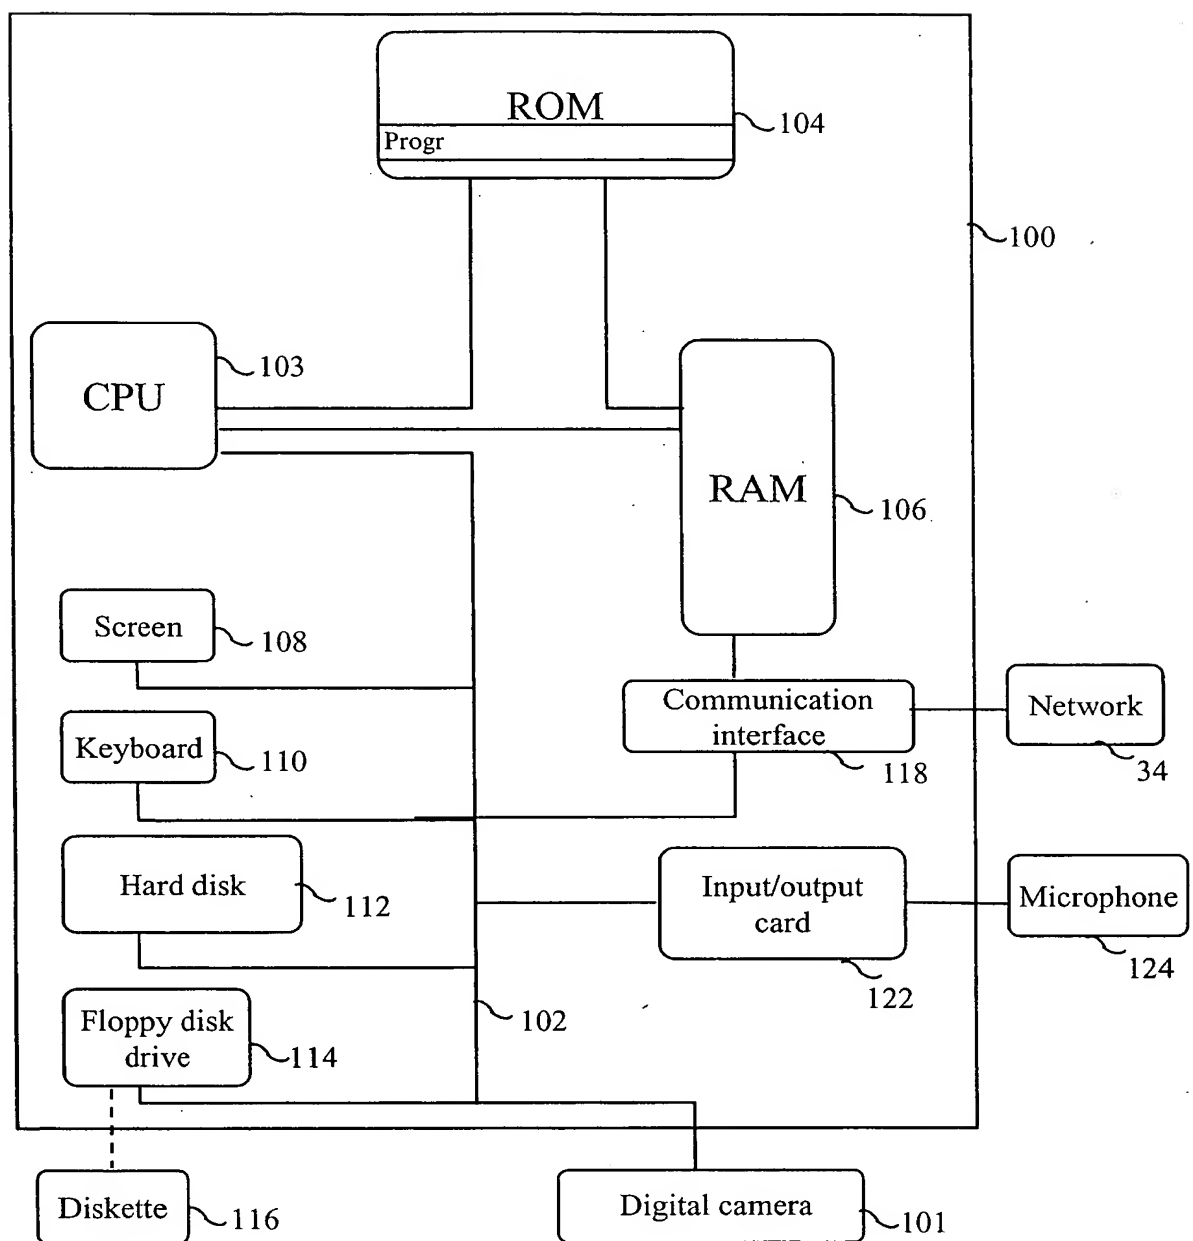 ROM
104
Progr
100
CPU
103
RAM
106
Screen
108
Communication
interface
118
Network
34
Keyboard
110
Hard disk
112
Input/output
card
122
Microphone
124
Floppy disk
drive
114
102
Diskette
116
Digital camera
101